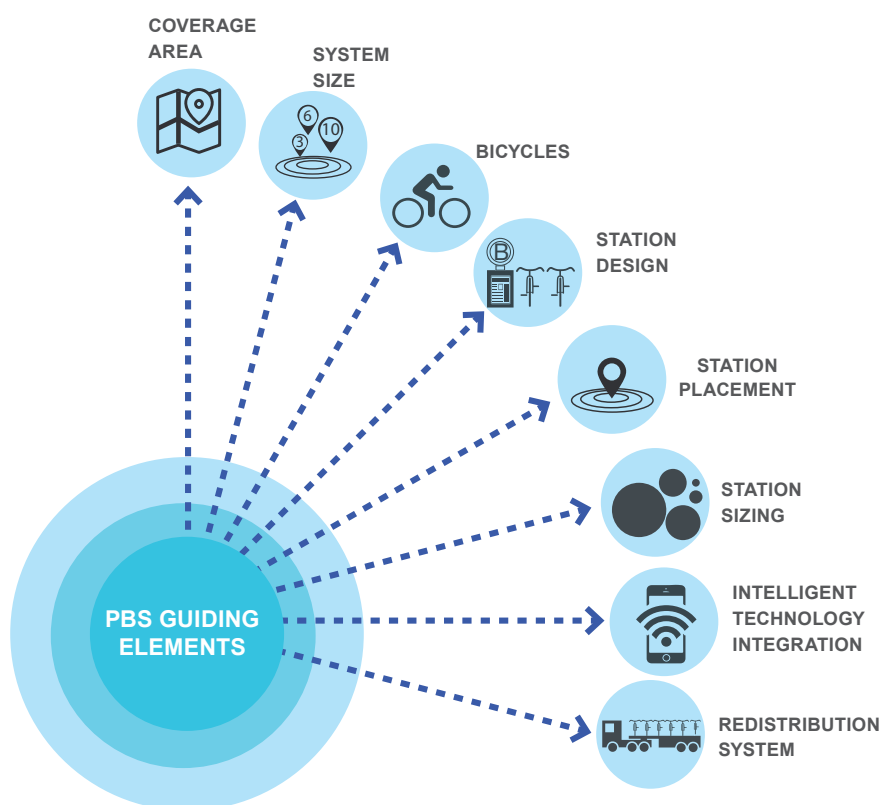 COVERAGE
AREA
SYSTEM
SIZE
6
10
3
BICYCLES
B
STATION
DESIGN
STATION
PLACEMENT
STATION
SIZING
INTELLIGENT
TECHNOLOGY
INTEGRATION
REDISTRIBUTION
SYSTEM
PBS GUIDING
ELEMENTS